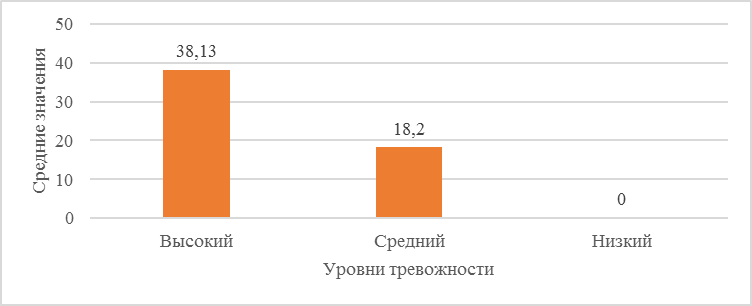 50
40
30
20
10
0
Средние значения
38,13
18,2
0
Высокий
Средний
Низкий
Уровни тревожности